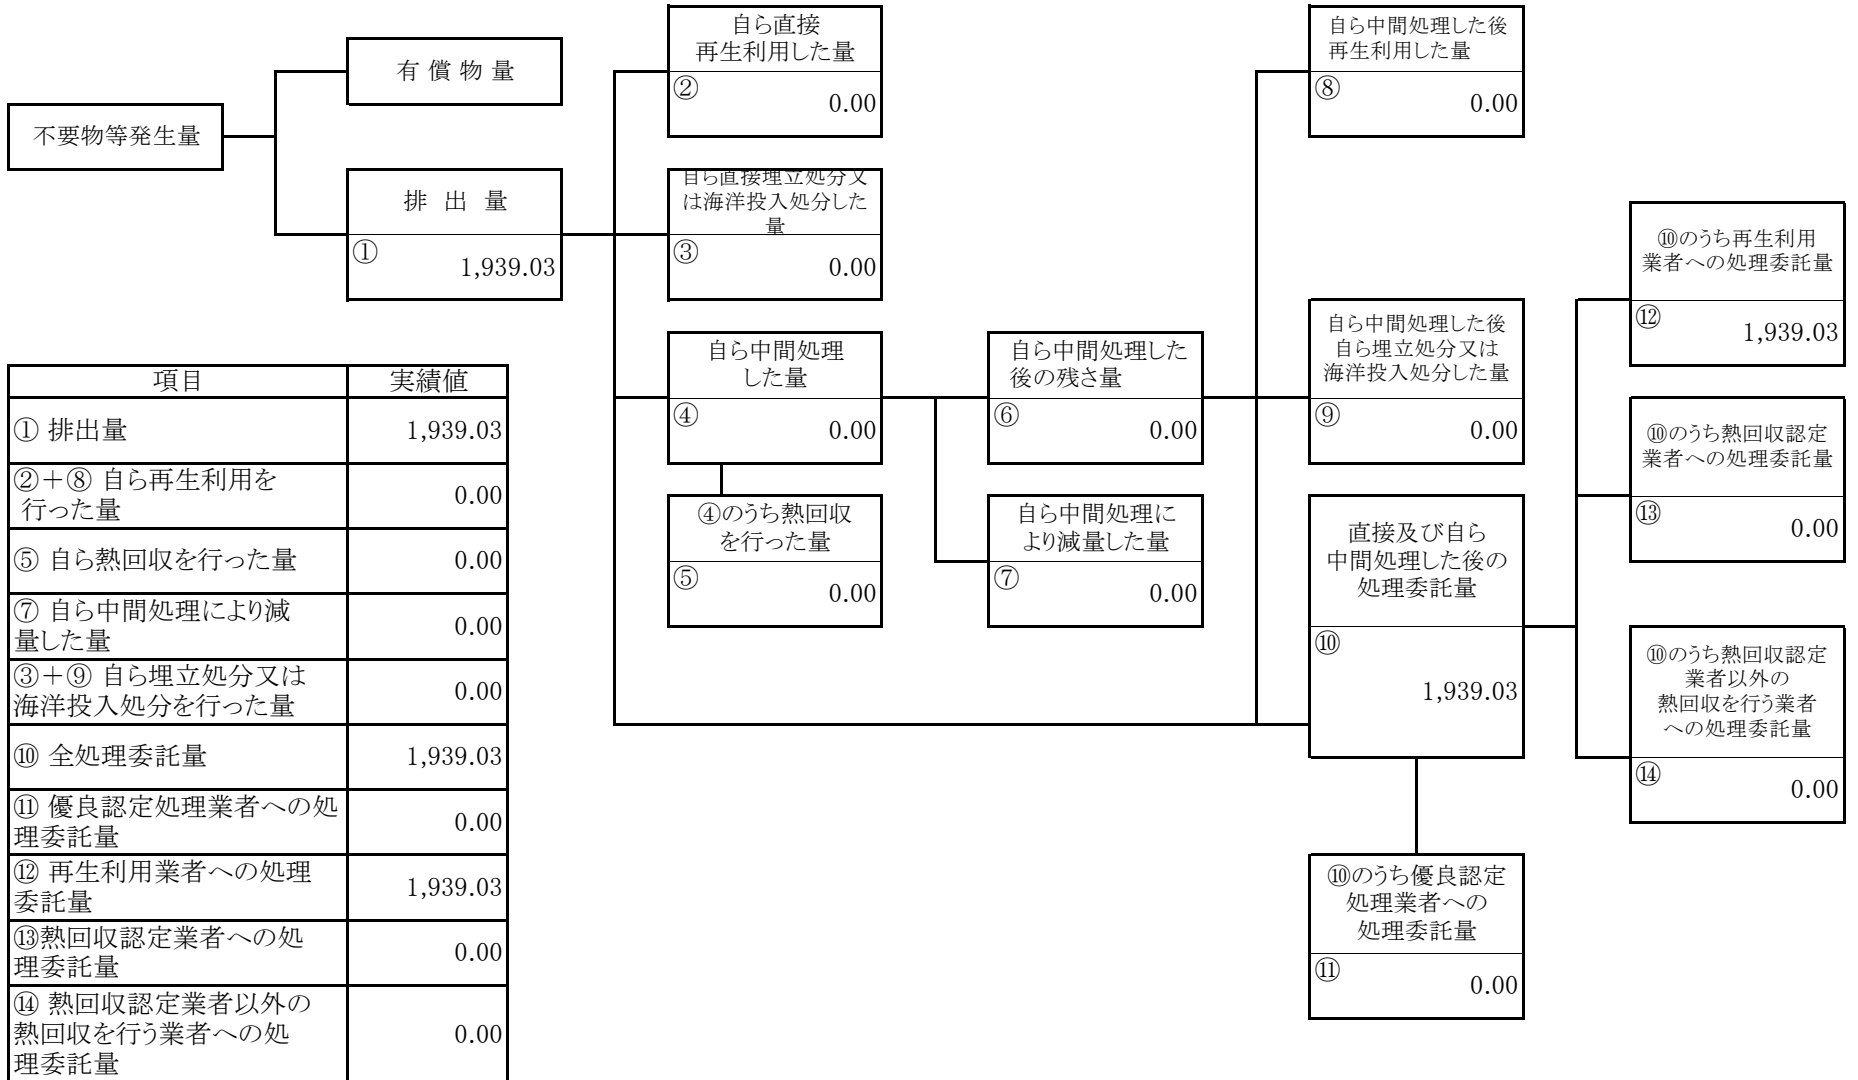 不要物等発生量
有 償 物 量
排 出 量
①
1,939.03
自ら直接
再生利用した量
②
0.00
自ら直接埋立処分又
は海洋投入処分した
量
③
0.00
自ら中間処理
した量
④
0.00
④のうち熱回収
を行った量
⑤
0.00
自ら中間処理した
後の残さ量
⑥
0.00
自ら中間処理に
より減量した量
⑦
0.00
自ら中間処理した後
再生利用した量
⑧
0.00
自ら中間処理した後
自ら埋立処分又は
海洋投入処分した量
⑨
0.00
直接及び自ら
中間処理した後の
処理委託量
⑩
1,939.03
⑩のうち優良認定
処理業者への
処理委託量
⑪
0.00
⑩のうち再生利用
業者への処理委託量
⑫
1,939.03
⑩のうち熱回収認定
業者への処理委託量
⑬
0.00
⑩のうち熱回収認定
業者以外の
熱回収を行う業者
への処理委託量
⑭
0.00
項目 実績値
① 排出量 1,939.03
②＋⑧ 自ら再生利用を
行った量 0.00
⑤ 自ら熱回収を行った量 0.00
⑦ 自ら中間処理により減
量した量 0.00
③＋⑨ 自ら埋立処分又は
海洋投入処分を行った量 0.00
⑩ 全処理委託量 1,939.03
⑪ 優良認定処理業者への処
理委託量 0.00
⑫ 再生利用業者への処理
委託量 1,939.03
⑬熱回収認定業者への処
理委託量 0.00
⑭ 熱回収認定業者以外の
熱回収を行う業者への処
理委託量 0.00